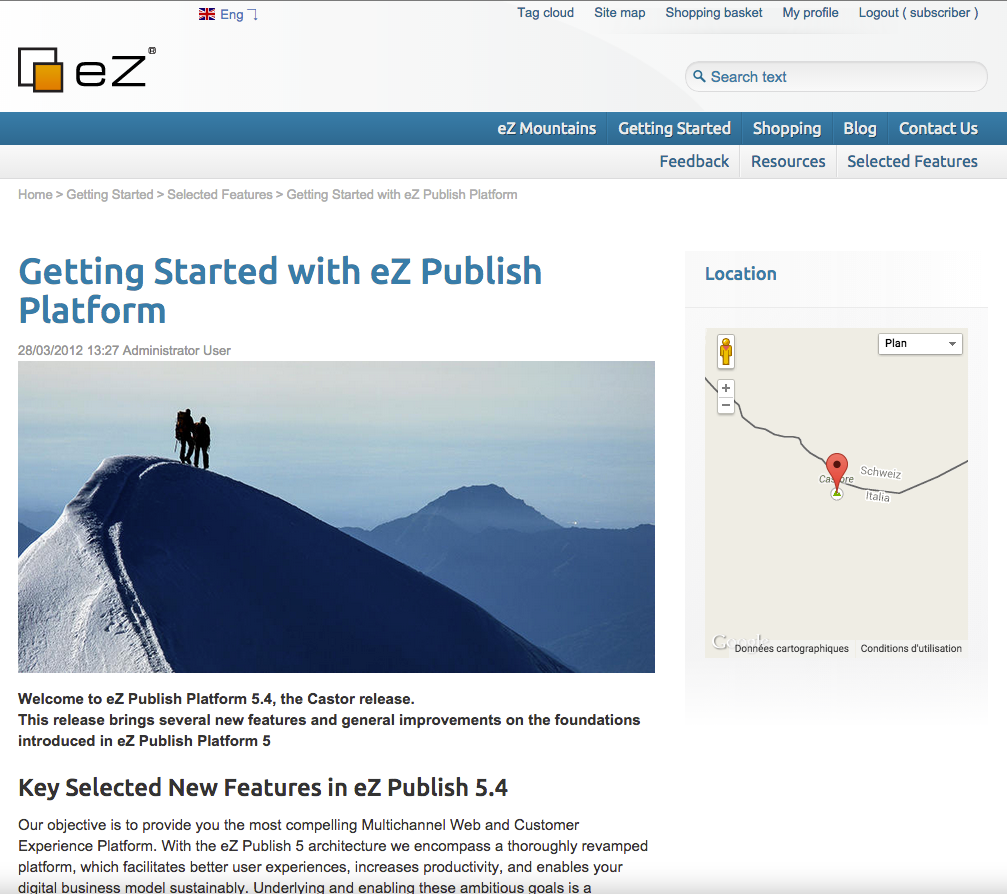 Eng
Tag cloud Site map Shopping basket My profile Logout ( subscriber )
eZ®
Search text
eZ Mountains Getting Started Shopping Blog Contact Us
Feedback Resources Selected Features
Home > Getting Started > Selected Features > Getting Started with eZ Publish Platform
Getting Started with eZ Publish
Platform
28/03/2012 13:27 Administrator User
Location
Plan
+
−
Schweiz
Castore
Italia
Google
Données cartographiques Conditions d'utilisation
Welcome to eZ Publish Platform 5.4, the Castor release.
This release brings several new features and general improvements on the foundations
introduced in eZ Publish Platform 5
Key Selected New Features in eZ Publish 5.4
Our objective is to provide you the most compelling Multichannel Web and Customer
Experience Platform. With the eZ Publish 5 architecture we encompass a thoroughly revamped
platform, which facilitates better user experiences, increases productivity, and enables your
digital business model sustainably. Underlying and enabling these ambitious goals is a